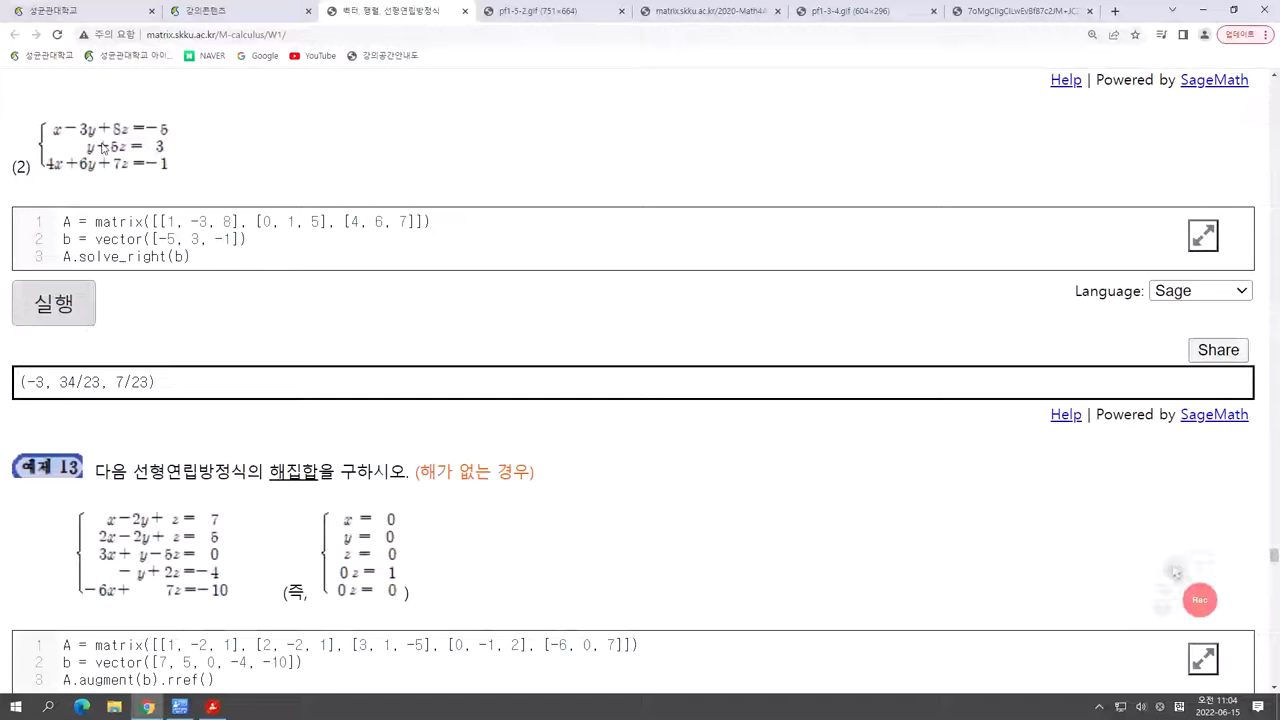 성균관대학교
강의콘텐츠
벡터, 행렬, 선형연립방정식
pf1-5-2.gif (751×664)
matrix.skku.ac.kr/2020-Math4
pf1-3-4.gif (604×296)
주의 요함 | matrix.skku.ac.kr/M-calculus/W1/
업데이트
성균관대학교
성균관대학교 아이...
NAVER
Google
YouTube
강의공간안내도
Help | Powered by SageMath
x-3y+8z=-5
y+5z= 3
(2) 4x+6y+7z=-1
1 A = matrix([[1, -3, 8], [0, 1, 5], [4, 6, 7]])
2 b = vector([-5, 3, -1])
3 A.solve_right(b)
실행
Language: Sage
Share
(-3, 34/23, 7/23)
Help | Powered by SageMath
예제 13 다음 선형연립방정식의 해집합을 구하시오. (해가 없는 경우)
x-2y+ z= 7 x= 0
2x-2y+ z= 5 y= 0
3x+ y-5z= 0 z= 0
- y+2z=-4 0z= 1
-6x+ 7z=-10 (즉, 0z= 0 )
Rec
1 A = matrix([[1, -2, 1], [2, -2, 1], [3, 1, -5], [0, -1, 2], [-6, 0, 7]])
2 b = vector([7, 5, 0, -4, -10])
3 A.augment(b).rref()
오전 11:04
2022-06-15